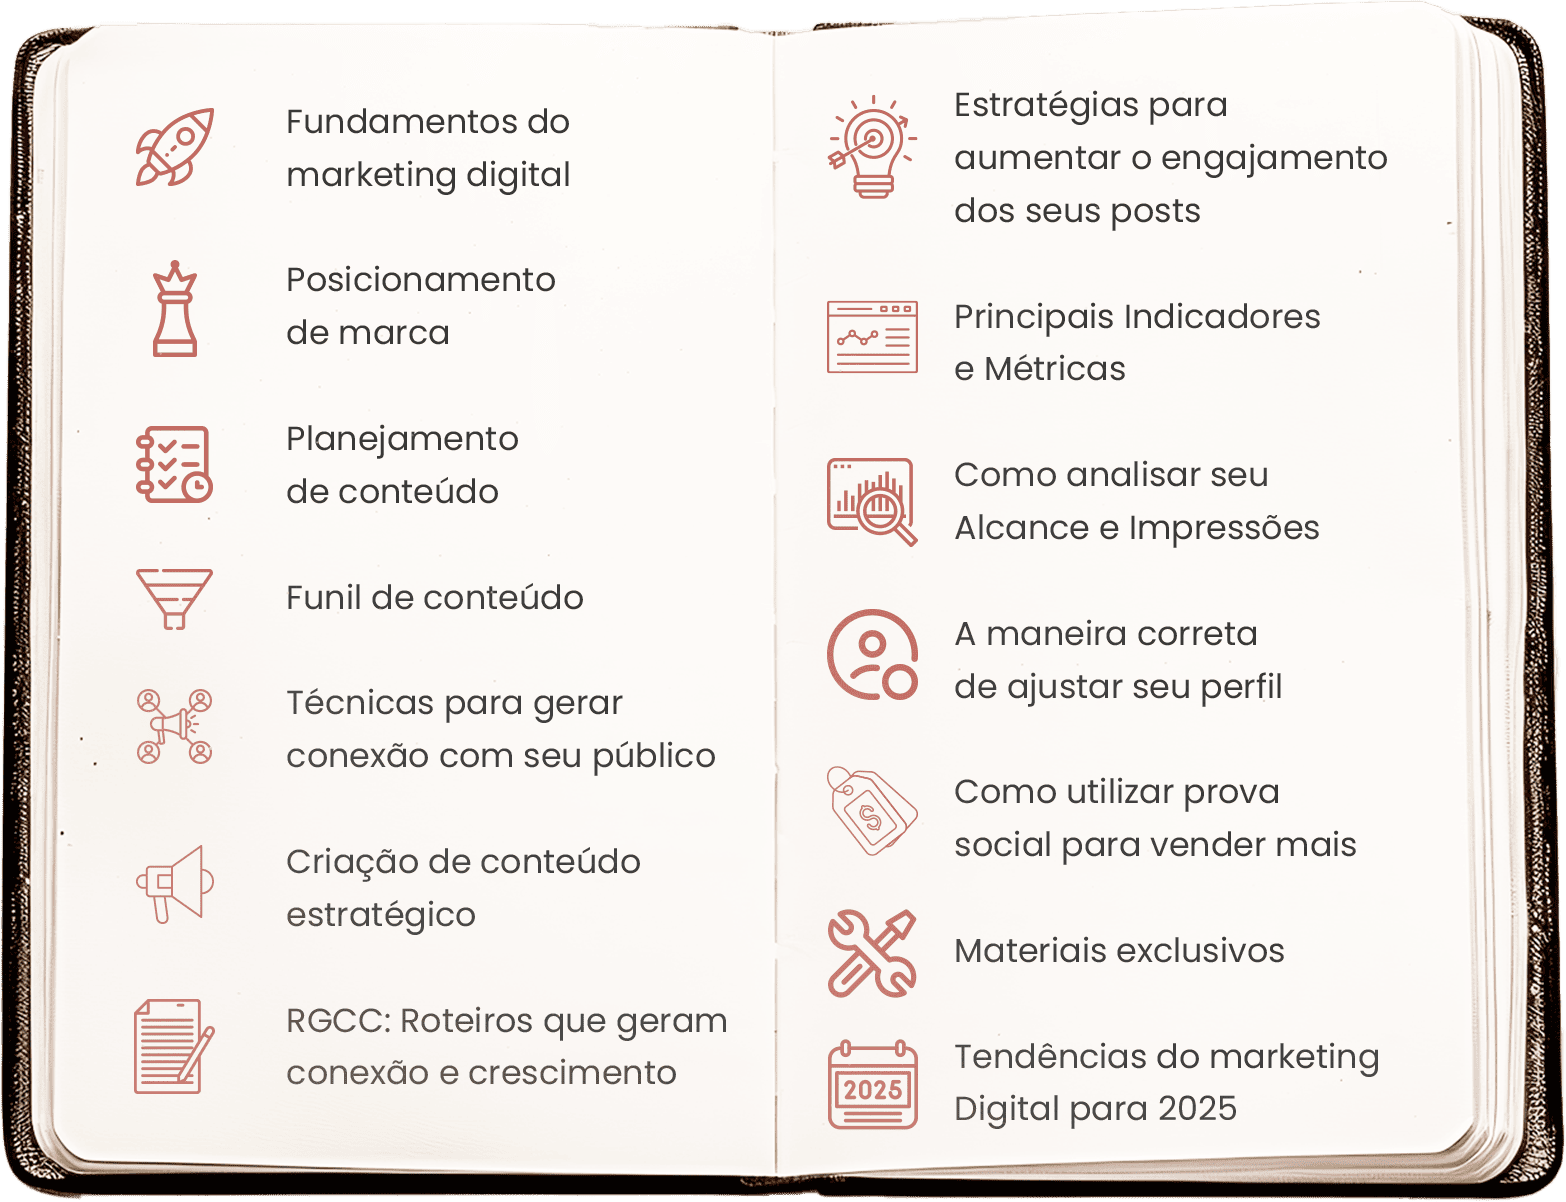 Fundamentos do
marketing digital
Posicionamento
de marca
Planejamento
de conteúdo
Funil de conteúdo
Técnicas para gerar
conexão com seu público
Criação de conteúdo
estratégico
RGCC: Roteiros que geram
conexão e crescimento
Estratégias para
aumentar o engajamento
dos seus posts
Principais Indicadores
e Métricas
Como analisar seu
Alcance e Impressões
A maneira correta
de ajustar seu perfil
$
Como utilizar prova
social para vender mais
Materiais exclusivos
2025
Tendências do marketing
Digital para 2025